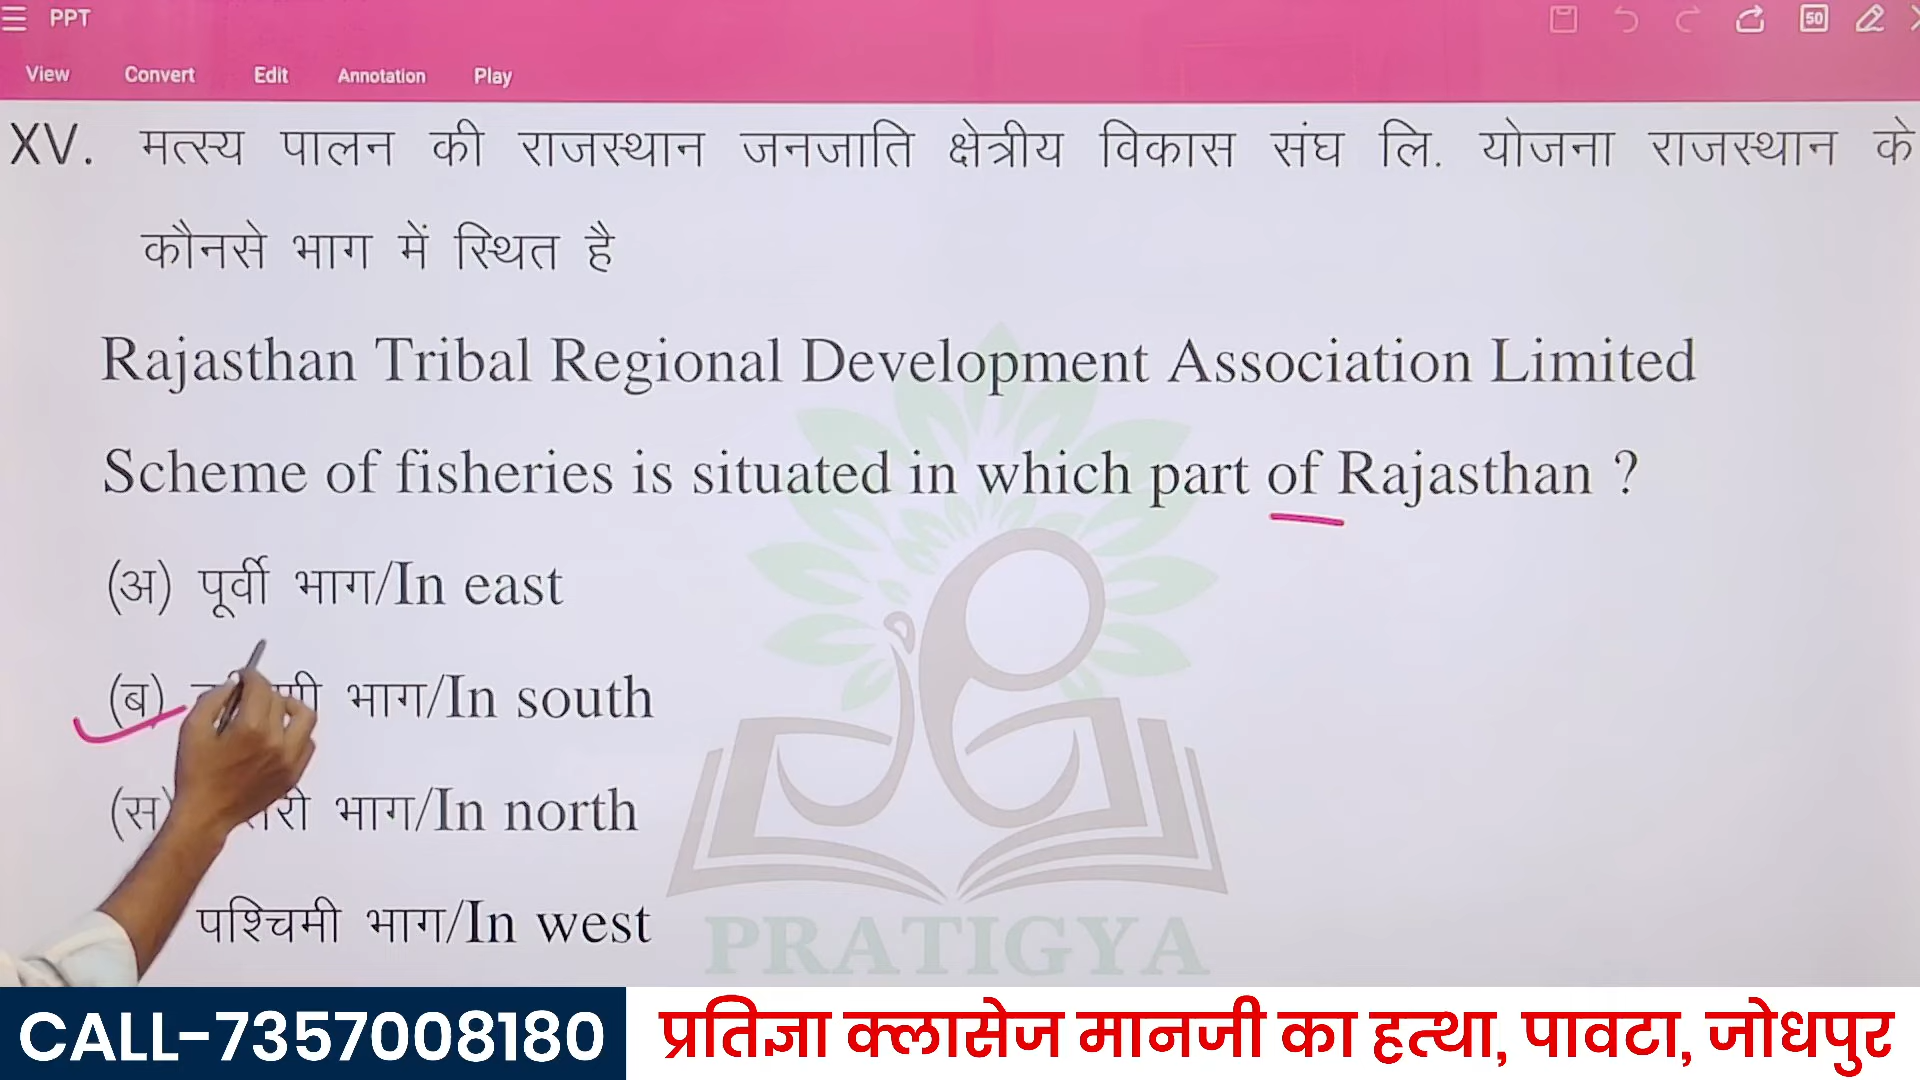 PPT
50
View Convert Edit Annotation Play
XV. मत्स्य पालन की राजस्थान जनजाति क्षेत्रीय विकास संघ लि. योजना राजस्थान के
कौनसे भाग में स्थित है
Rajasthan Tribal Regional Development Association Limited
Scheme of fisheries is situated in which part of Rajasthan ?
(अ) पूर्वी भाग/In east
(ब) भाग/In south
(स) भाग/In north
पश्चिमी भाग/In west
PRATIGYA
CALL-7357008180 प्रतिज्ञा क्लासेज मानजी का हत्था, पावटा, जोधपुर